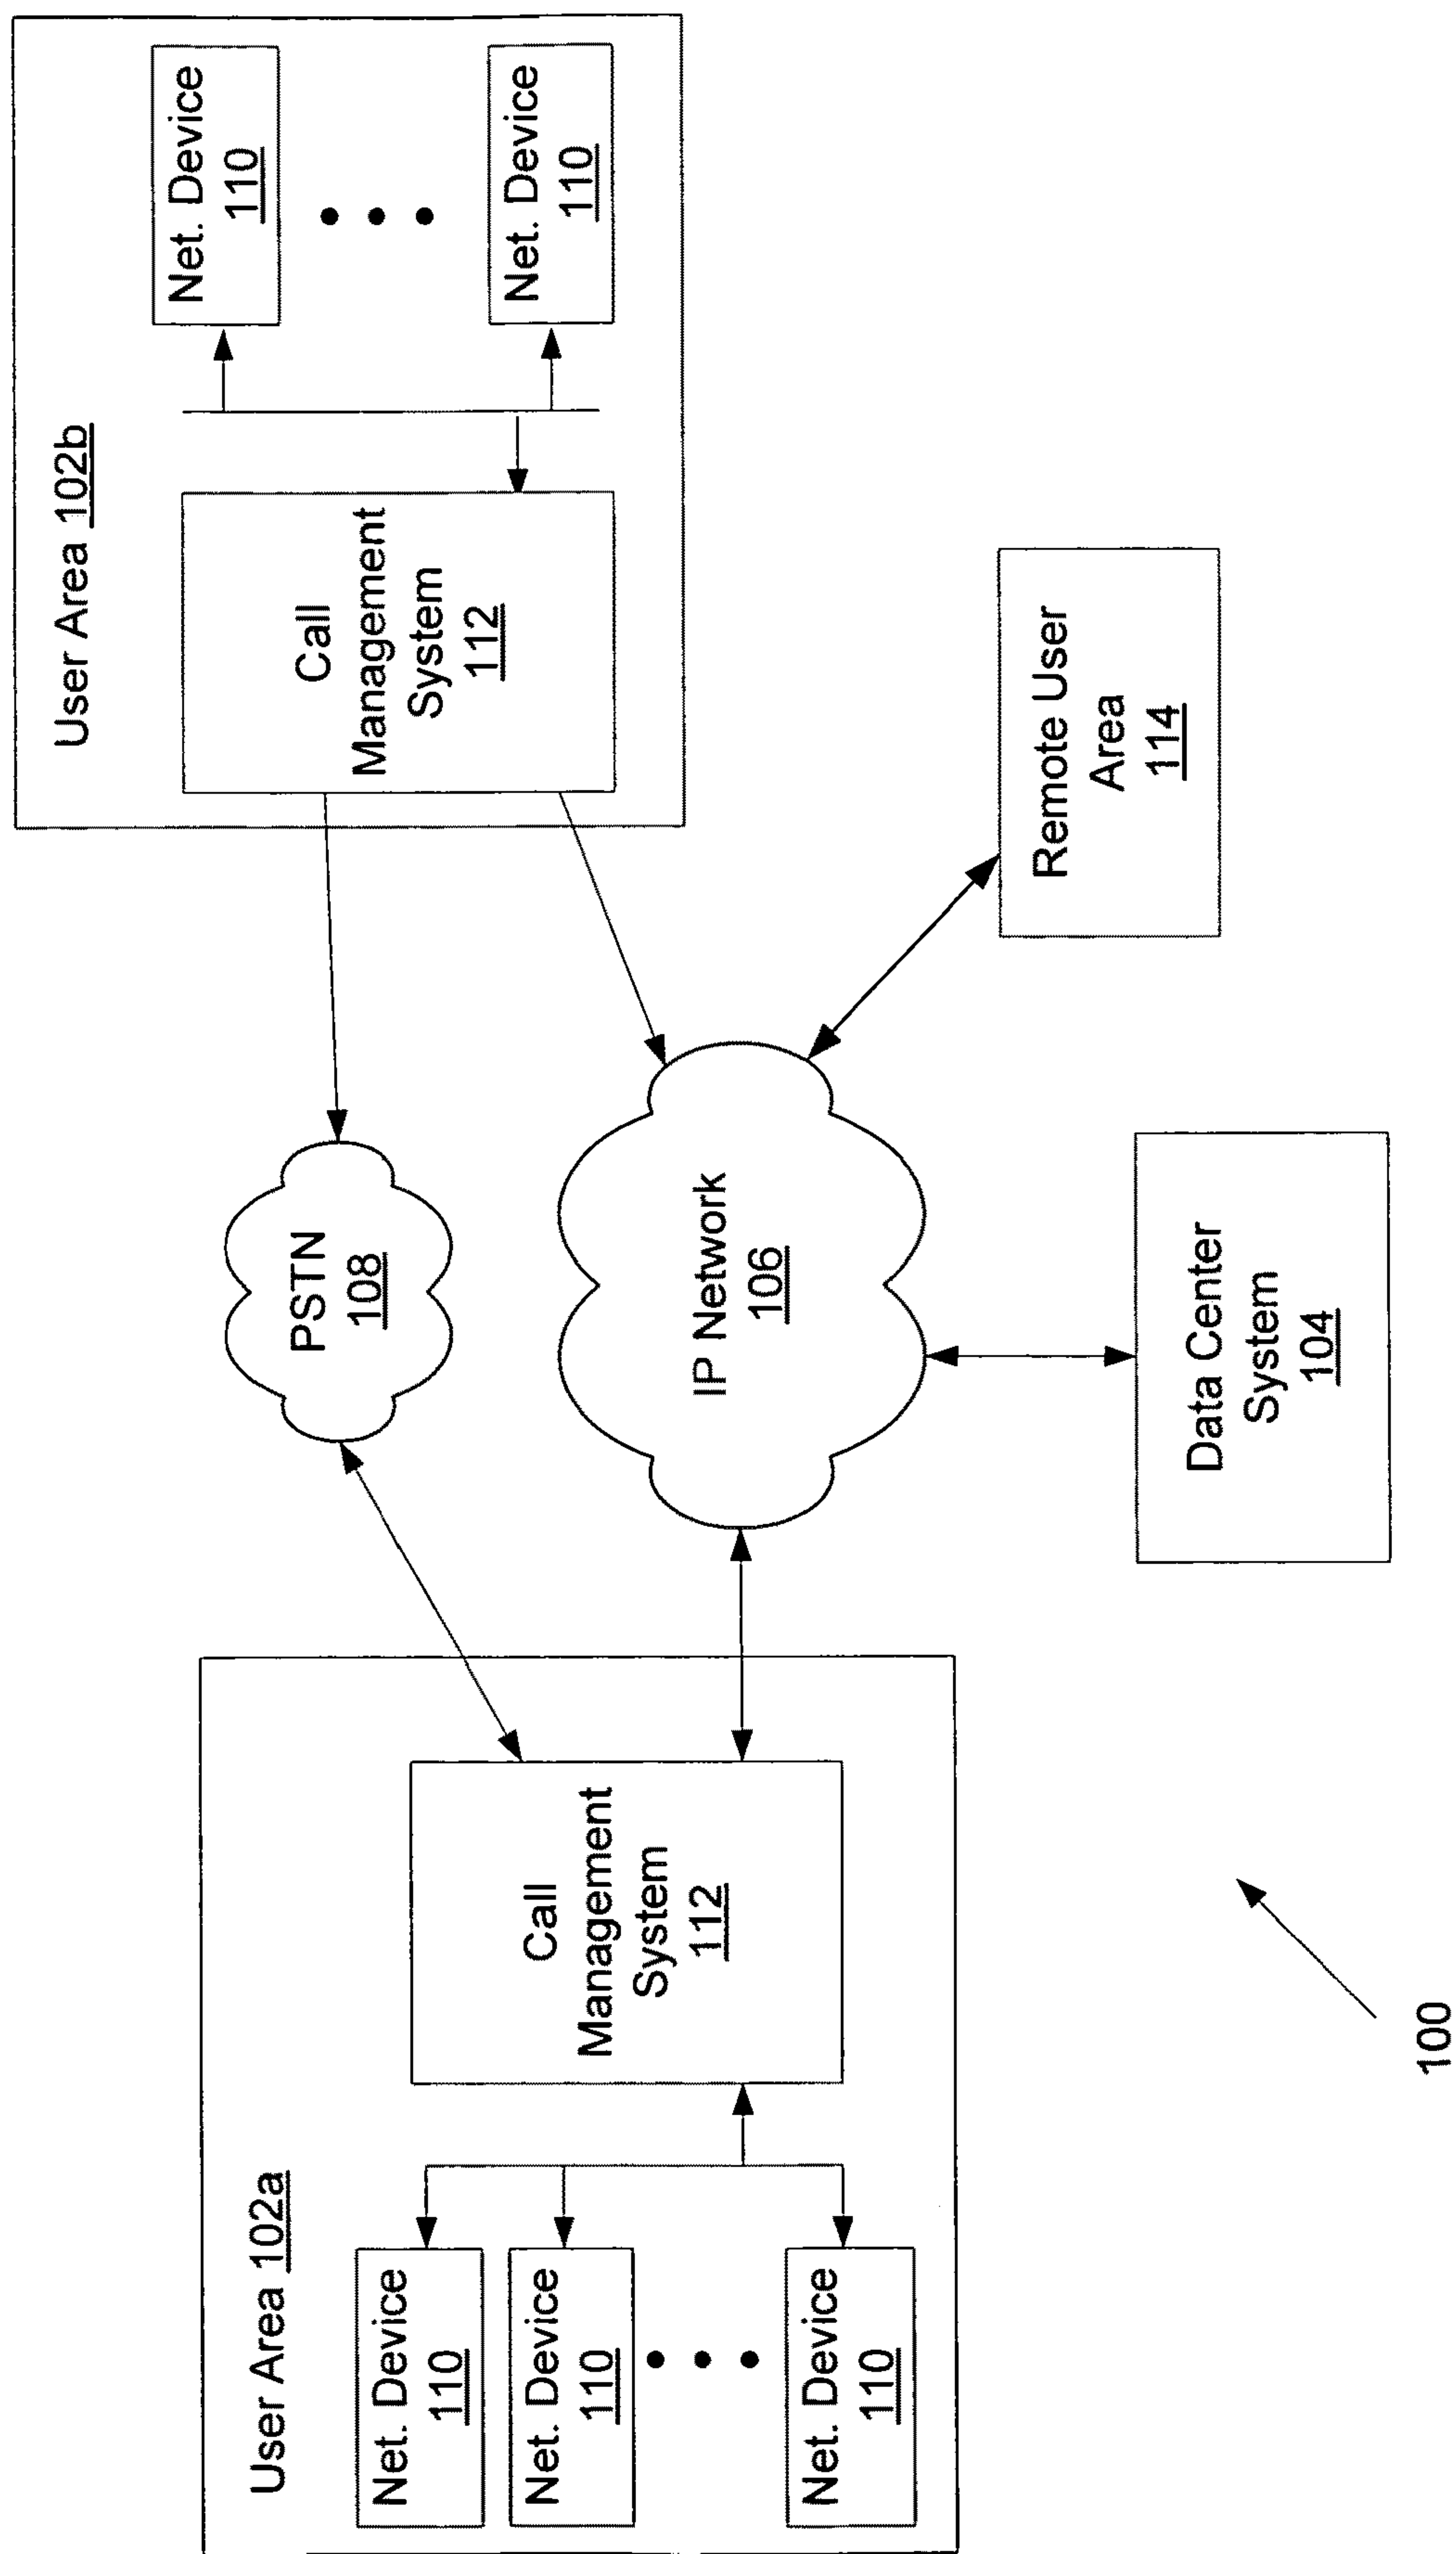 User Area 102a
Net. Device
110
Net. Device
110
Net. Device
110
Call
Management
System
112
PSTN
108
IP Network
106
Data Center
System
104
User Area 102b
Call
Management
System
112
Net. Device
110
Net. Device
110
Remote User
Area
114
100